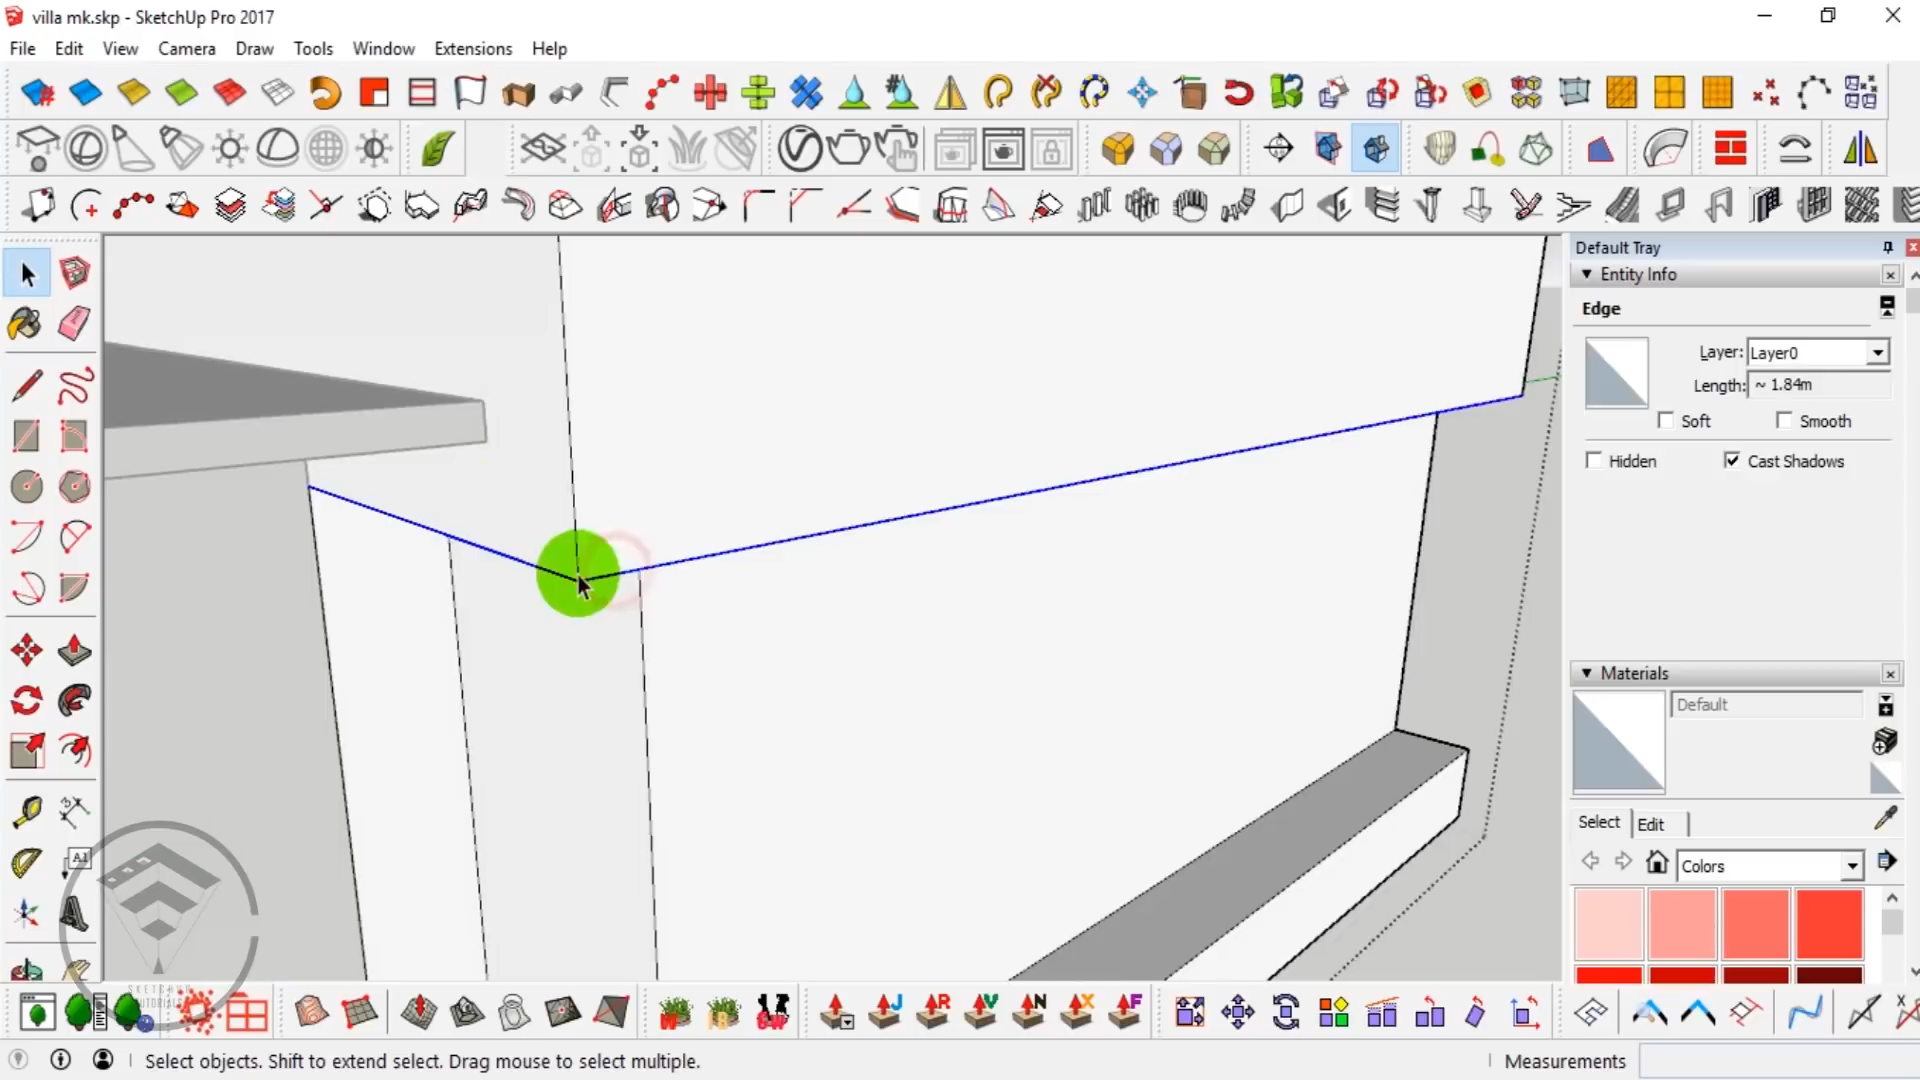 villa mk.skp - SketchUp Pro 2017
File Edit View Camera Draw Tools Window Extensions Help
Default Tray
Entity Info
Edge
Layer: Layer0
Length: ~ 1.84m
Soft Smooth
Hidden Cast Shadows
Materials
Default
Select Edit
Colors
Select objects. Shift to extend select. Drag mouse to select multiple.
Measurements